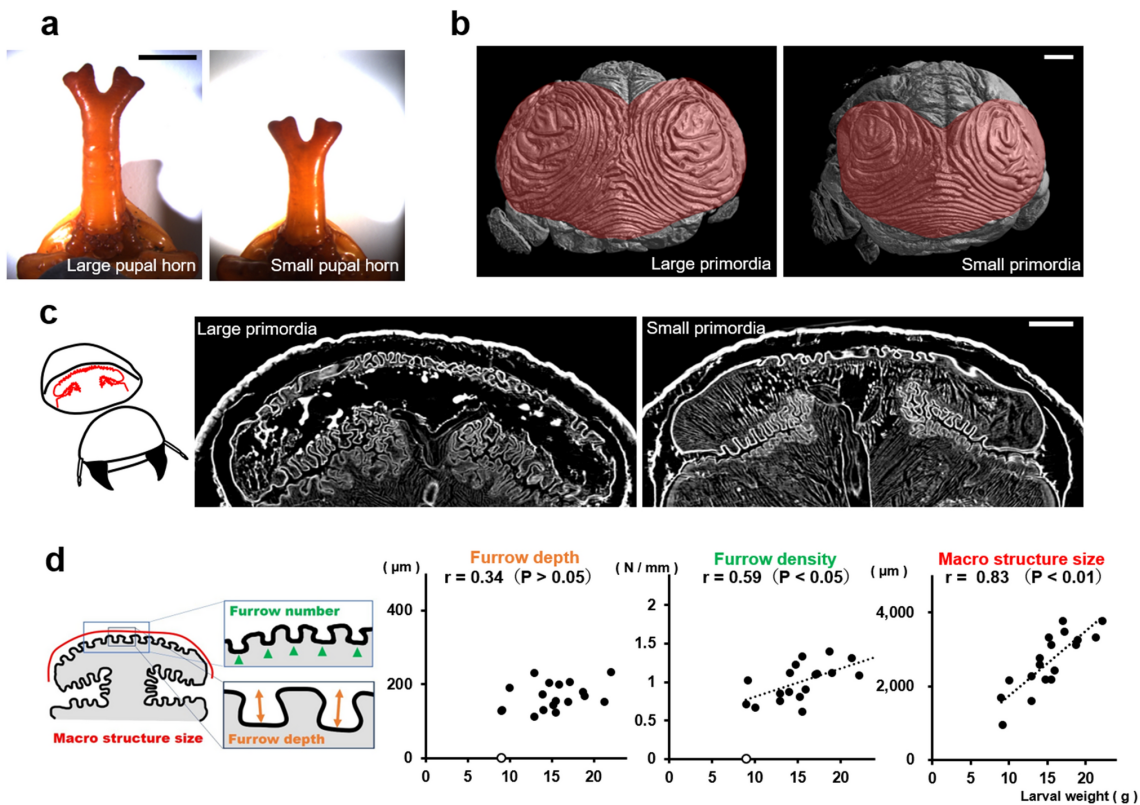 a
Large pupal horn
Small pupal horn
b
Large primordia
Small primordia
c
Large primordia
Small primordia
d
Furrow number
Furrow depth
Macro structure size
Furrow depth
( μm )
r = 0.34 (P > 0.05)
400
200
0
0 5 10 15 20
Furrow density
( N / mm )
r = 0.59 (P < 0.05)
2
1.5
1
0.5
0
0 5 10 15 20
Macro structure size
( μm )
r = 0.83 (P < 0.01)
4,000
2,000
0
0 5 10 15 20
Larval weight ( g )